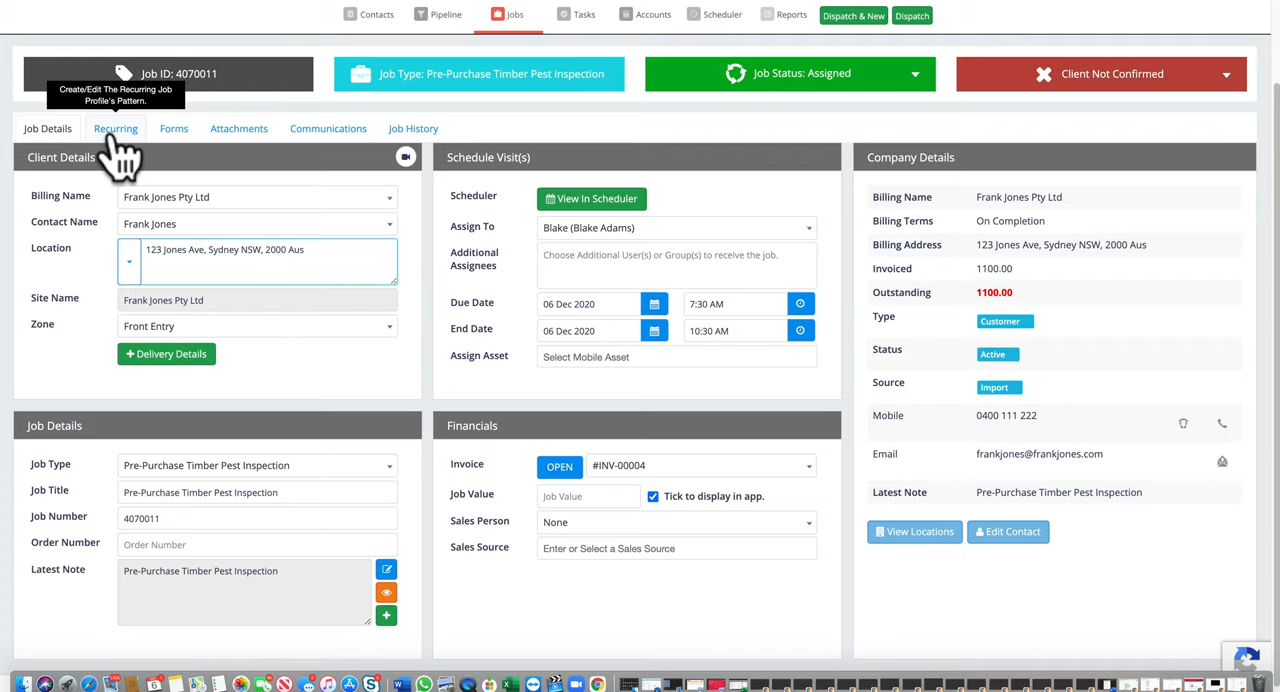 Contacts Pipeline Jobs Tasks Accounts Scheduler Reports Dispatch & New Dispatch
Job ID: 4070011 Job Type: Pre-Purchase Timber Pest Inspection Job Status: Assigned Client Not Confirmed
Create/Edit The Recurring Job
Profile's Pattern.
Job Details Recurring Forms Attachments Communications Job History
Client Details
Billing Name Frank Jones Pty Ltd
Contact Name Frank Jones
Location 123 Jones Ave, Sydney NSW, 2000 Aus
Site Name Frank Jones Pty Ltd
Zone Front Entry
+ Delivery Details
Schedule Visit(s)
Scheduler View In Scheduler
Assign To Blake (Blake Adams)
Additional
Assignees
Choose Additional User(s) or Group(s) to receive the job.
Due Date 06 Dec 2020 7:30 AM
End Date 06 Dec 2020 10:30 AM
Assign Asset Select Mobile Asset
Company Details
Billing Name Frank Jones Pty Ltd
Billing Terms On Completion
Billing Address 123 Jones Ave, Sydney NSW, 2000 Aus
Invoiced 1100.00
Outstanding 1100.00
Type Customer
Status Active
Source Import
Mobile 0400 111 222
Email frankjones@frankjones.com
Latest Note Pre-Purchase Timber Pest Inspection
View Locations Edit Contact
Job Details
Job Type Pre-Purchase Timber Pest Inspection
Job Title Pre-Purchase Timber Pest Inspection
Job Number 4070011
Order Number Order Number
Latest Note Pre-Purchase Timber Pest Inspection
Financials
Invoice OPEN #INV-00004
Job Value Job Value Tick to display in app.
Sales Person None
Sales Source Enter or Select a Sales Source